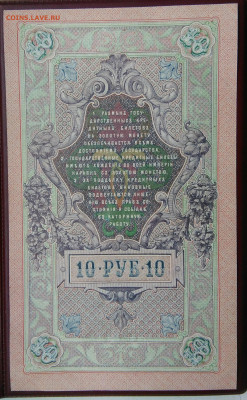 COINS.LAVE.RU
1. РАЗМѢНЪ ГОСУ-
ДАРСТВЕННЫХЪ КРЕ-
ДИТНЫХЪ БИЛЕТОВЪ
НА ЗОЛОТУЮ МОНЕТУ
ОБЕЗПЕЧИВАЕТСЯ ВСѢМЪ
ДОСТОЯНІЕМЪ ГОСУДАРСТВА.
2. ГОСУДАРСТВЕННЫЕ КРЕДИТНЫЕ БИЛЕТЫ
ИМѢЮТЪ ХОЖДЕНІЕ ВО ВСЕЙ ИМПЕРІИ
НАРАВНѢ СЪ ЗОЛОТОЮ МОНЕТОЮ.
3. ЗА ПОДДѢЛКУ КРЕДИТНЫХЪ
БИЛЕТОВЪ ВИНОВНЫЕ
ПОДВЕРГАЮТСЯ ЛИШЕ-
НІЮ ВСѢХЪ ПРАВЪ СО-
СТОЯНІЯ И ССЫЛКѢ
ВЪ КАТОРЖНУЮ
РАБОТУ.
10·РУБ·10